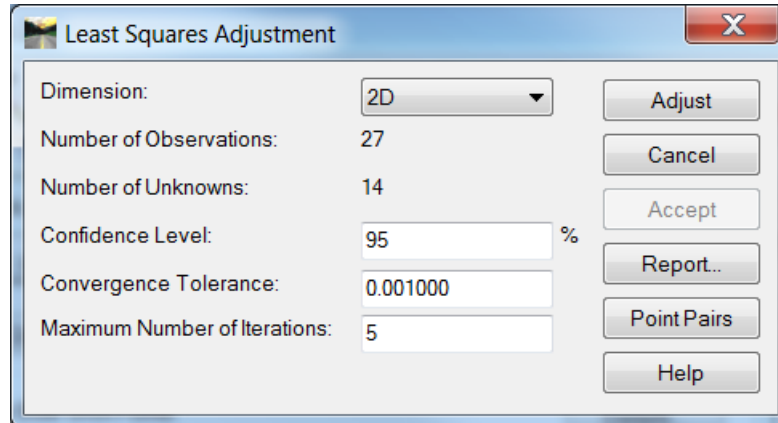 Least Squares Adjustment
X
Dimension: 2D
Adjust
Number of Observations: 27
Cancel
Number of Unknowns: 14
Accept
Confidence Level: 95 %
Report...
Convergence Tolerance: 0.001000
Point Pairs
Maximum Number of Iterations: 5
Help